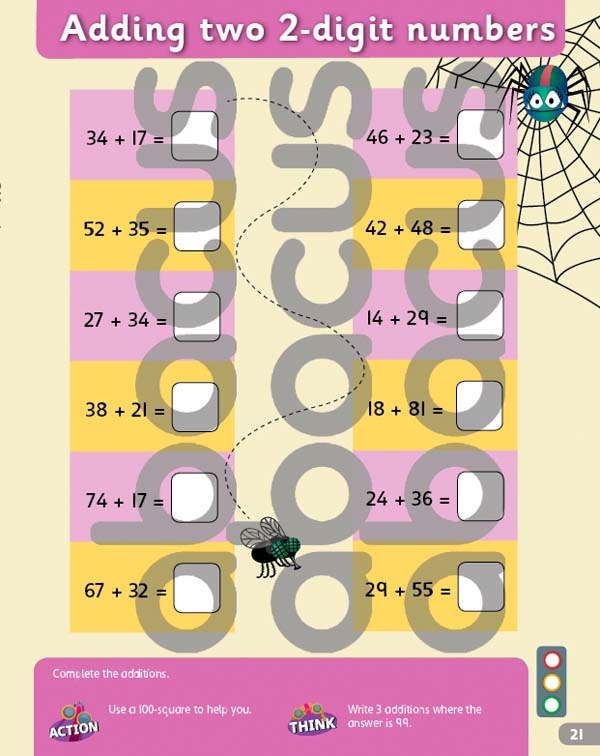 Adding two 2-digit numbers
34 + 17 =
52 + 35 =
27 + 34 =
38 + 21 =
74 + 17 =
67 + 32 =
46 + 23 =
42 + 48 =
14 + 29 =
18 + 81 =
24 + 36 =
29 + 55 =
abacus
abacus
abacus
Complete the additions.
ACTION
Use a 100-square to help you.
THINK
Write 3 additions where the
answer is 99.
21